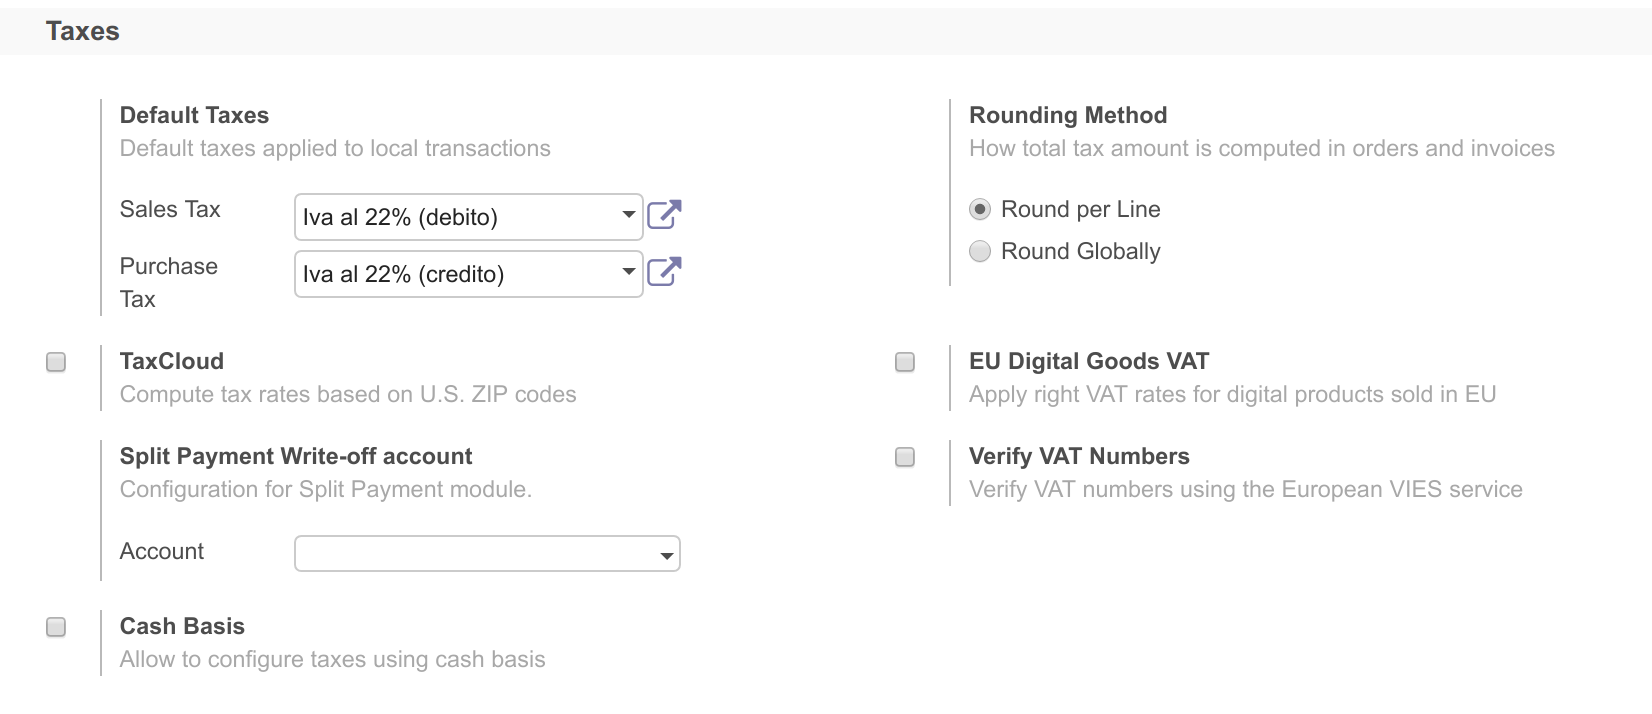 Taxes
Default Taxes
Default taxes applied to local transactions
Sales Tax
Iva al 22% (debito)
Purchase
Tax
Iva al 22% (credito)
Rounding Method
How total tax amount is computed in orders and invoices
Round per Line
Round Globally
TaxCloud
Compute tax rates based on U.S. ZIP codes
EU Digital Goods VAT
Apply right VAT rates for digital products sold in EU
Split Payment Write-off account
Configuration for Split Payment module.
Account
Verify VAT Numbers
Verify VAT numbers using the European VIES service
Cash Basis
Allow to configure taxes using cash basis